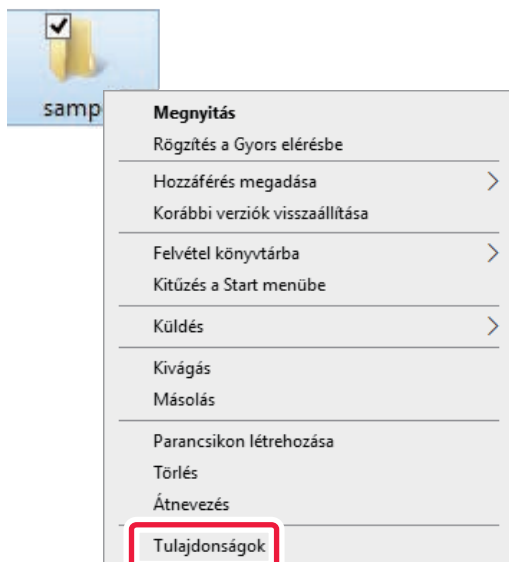 samp
Megnyitás
Rögzítés a Gyors elérésbe
Hozzáférés megadása
Korábbi verziók visszaállítása
Felvétel könyvtárba
Kitűzés a Start menübe
Küldés
Kivágás
Másolás
Parancsikon létrehozása
Törlés
Átnevezés
Tulajdonságok